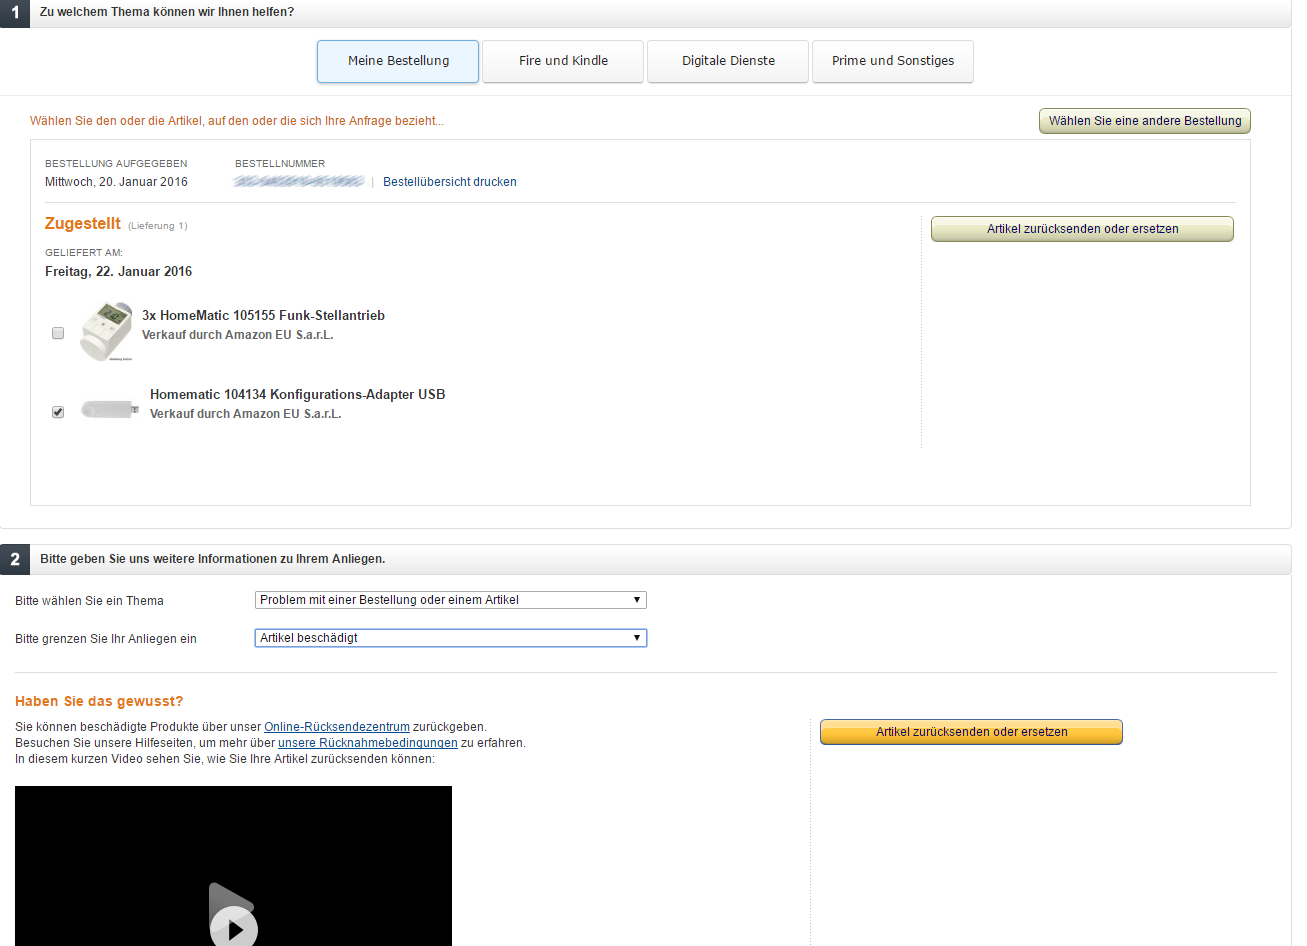 1 Zu welchem Thema können wir Ihnen helfen?
Meine Bestellung Fire und Kindle Digitale Dienste Prime und Sonstiges
Wählen Sie den oder die Artikel, auf den oder die sich Ihre Anfrage bezieht...
Wählen Sie eine andere Bestellung
BESTELLUNG AUFGEGEBEN BESTELLNUMMER
Mittwoch, 20. Januar 2016 | Bestellübersicht drucken
Zugestellt (Lieferung 1)
Artikel zurücksenden oder ersetzen
GELIEFERT AM:
Freitag, 22. Januar 2016
3x HomeMatic 105155 Funk-Stellantrieb
Verkauf durch Amazon EU S.a.r.L.
Homematic 104134 Konfigurations-Adapter USB
Verkauf durch Amazon EU S.a.r.L.
2 Bitte geben Sie uns weitere Informationen zu Ihrem Anliegen.
Bitte wählen Sie ein Thema Problem mit einer Bestellung oder einem Artikel
Bitte grenzen Sie Ihr Anliegen ein Artikel beschädigt
Haben Sie das gewusst?
Sie können beschädigte Produkte über unser Online-Rücksendezentrum zurückgeben.
Besuchen Sie unsere Hilfeseiten, um mehr über unsere Rücknahmebedingungen zu erfahren.
In diesem kurzen Video sehen Sie, wie Sie Ihre Artikel zurücksenden können:
Artikel zurücksenden oder ersetzen